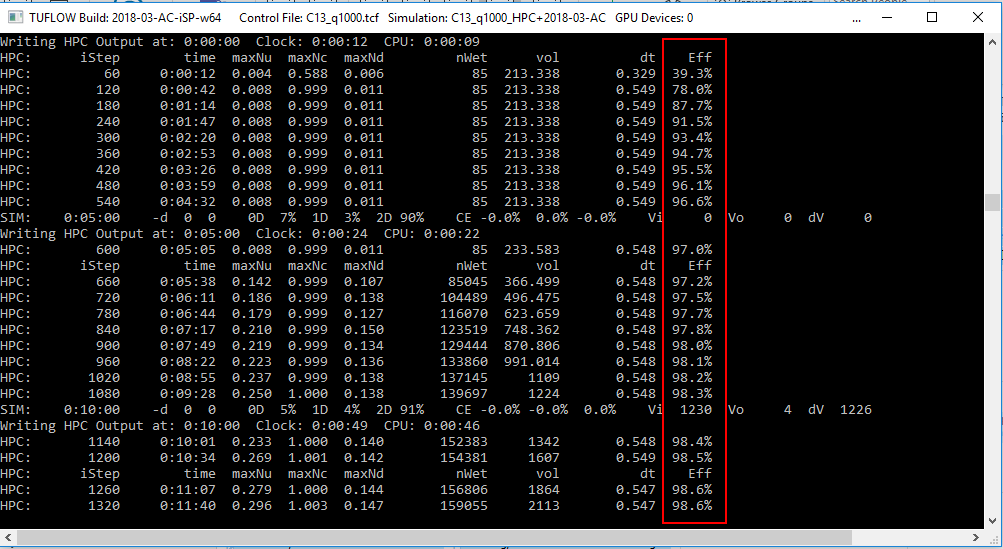 TUFLOW Build: 2018-03-AC-iSP-w64 Control File: C13_q1000.tcf Simulation: C13_q1000_HPC+2018-03-AC GPU Devices: 0 ...
Writing HPC Output at: 0:00:00 Clock: 0:00:12 CPU: 0:00:09
HPC: iStep time maxNu maxNc maxNd nWet vol dt Eff
HPC: 60 0:00:12 0.004 0.588 0.006 85 213.338 0.329 39.3%
HPC: 120 0:00:42 0.008 0.999 0.011 85 213.338 0.549 78.0%
HPC: 180 0:01:14 0.008 0.999 0.011 85 213.338 0.549 87.7%
HPC: 240 0:01:47 0.008 0.999 0.011 85 213.338 0.549 91.5%
HPC: 300 0:02:20 0.008 0.999 0.011 85 213.338 0.549 93.4%
HPC: 360 0:02:53 0.008 0.999 0.011 85 213.338 0.549 94.7%
HPC: 420 0:03:26 0.008 0.999 0.011 85 213.338 0.549 95.5%
HPC: 480 0:03:59 0.008 0.999 0.011 85 213.338 0.549 96.1%
HPC: 540 0:04:32 0.008 0.999 0.011 85 213.338 0.549 96.6%
SIM: 0:05:00 -d 0 0 0D 7% 1D 3% 2D 90% CE -0.0% 0.0% -0.0% Vi 0 Vo 0 dV 0
Writing HPC Output at: 0:05:00 Clock: 0:00:24 CPU: 0:00:22
HPC: 600 0:05:05 0.008 0.999 0.011 85 233.583 0.548 97.0%
HPC: iStep time maxNu maxNc maxNd nWet vol dt Eff
HPC: 660 0:05:38 0.142 0.999 0.107 85045 366.499 0.548 97.2%
HPC: 720 0:06:11 0.186 0.999 0.138 104489 496.475 0.548 97.5%
HPC: 780 0:06:44 0.179 0.999 0.127 116070 623.659 0.548 97.7%
HPC: 840 0:07:17 0.210 0.999 0.150 123519 748.362 0.548 97.8%
HPC: 900 0:07:49 0.219 0.999 0.134 129444 870.806 0.548 98.0%
HPC: 960 0:08:22 0.223 0.999 0.136 133860 991.014 0.548 98.1%
HPC: 1020 0:08:55 0.237 0.999 0.138 137145 1109 0.548 98.2%
HPC: 1080 0:09:28 0.250 1.000 0.138 139697 1224 0.548 98.3%
SIM: 0:10:00 -d 0 0 0D 5% 1D 4% 2D 91% CE -0.0% -0.0% 0.0% Vi 1230 Vo 4 dV 1226
Writing HPC Output at: 0:10:00 Clock: 0:00:49 CPU: 0:00:46
HPC: 1140 0:10:01 0.233 1.000 0.140 152383 1342 0.548 98.4%
HPC: 1200 0:10:34 0.269 1.001 0.142 154381 1607 0.549 98.5%
HPC: iStep time maxNu maxNc maxNd nWet vol dt Eff
HPC: 1260 0:11:07 0.279 1.000 0.144 156806 1864 0.547 98.6%
HPC: 1320 0:11:40 0.296 1.003 0.147 159055 2113 0.547 98.6%